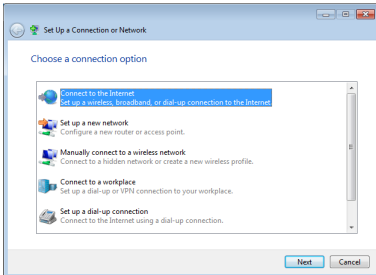 Set Up a Connection or Network
Choose a connection option
Connect to the Internet
Set up a wireless, broadband, or dial-up connection to the Internet.
Set up a new network
Configure a new router or access point.
Manually connect to a wireless network
Connect to a hidden network or create a new wireless profile.
Connect to a workplace
Set up a dial-up or VPN connection to your workplace.
Set up a dial-up connection
Connect to the Internet using a dial-up connection.
Next
Cancel